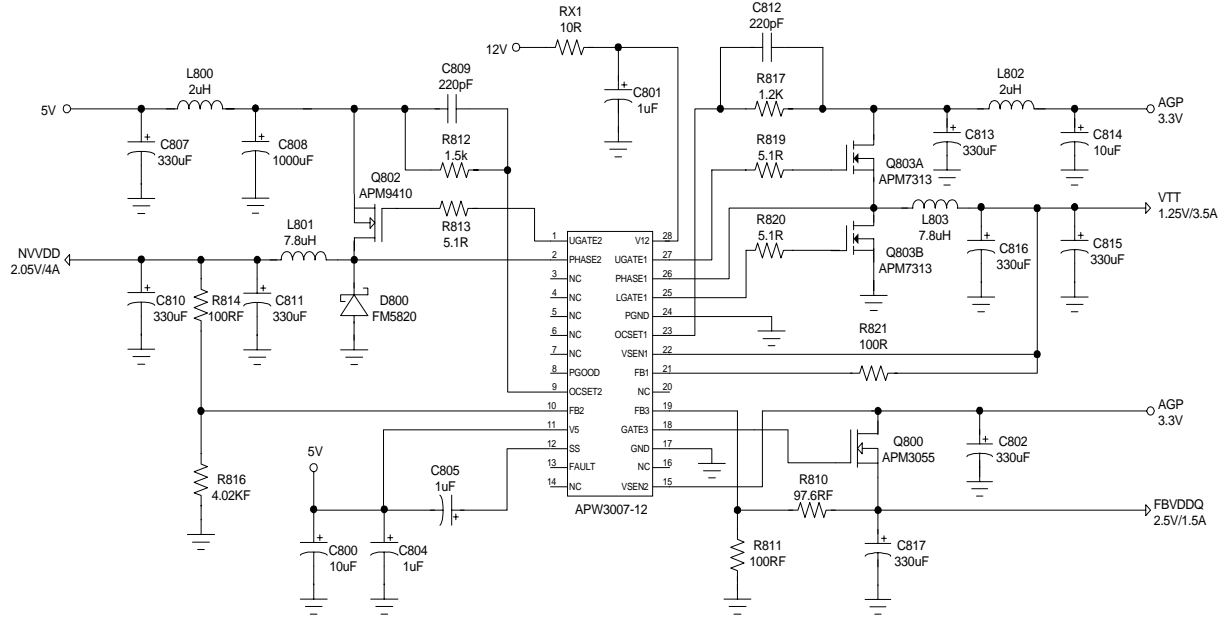 RX1
10R
12V
C801
1uF
C812
220pF
R817
1.2K
L800
2uH
5V
C807
330uF
C808
1000uF
C809
220pF
R812
1.5k
Q802
APM9410
R813
5.1R
R819
5.1R
Q803A
APM7313
L802
2uH
AGP
3.3V
C813
330uF
C814
10uF
VTT
1.25V/3.5A
L803
7.8uH
R820
5.1R
Q803B
APM7313
C816
330uF
C815
330uF
NVVDD
2.05V/4A
L801
7.8uH
C810
330uF
R814
100RF
C811
330uF
D800
FM5820
1 UGATE2
2 PHASE2
3 NC
4 NC
5 NC
6 NC
7 NC
8 PGOOD
9 OCSET2
10 FB2
11 V5
12 SS
13 FAULT
14 NC
V12 28
UGATE1 27
PHASE1 26
LGATE1 25
PGND 24
OCSET1 23
VSEN1 22
FB1 21
NC 20
FB3 19
GATE3 18
GND 17
NC 16
VSEN2 15
APW3007-12
R821
100R
AGP
3.3V
Q800
APM3055
C802
330uF
R810
97.6RF
FBVDDQ
2.5V/1.5A
R811
100RF
C817
330uF
R816
4.02KF
5V
C805
1uF
C800
10uF
C804
1uF